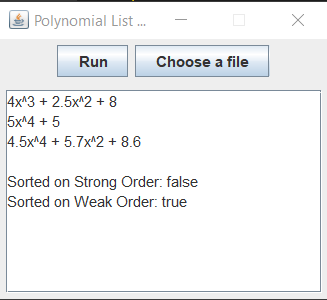 Polynomial List ...
Run
Choose a file
4x^3 + 2.5x^2 + 8
5x^4 + 5
4.5x^4 + 5.7x^2 + 8.6
Sorted on Strong Order: false
Sorted on Weak Order: true